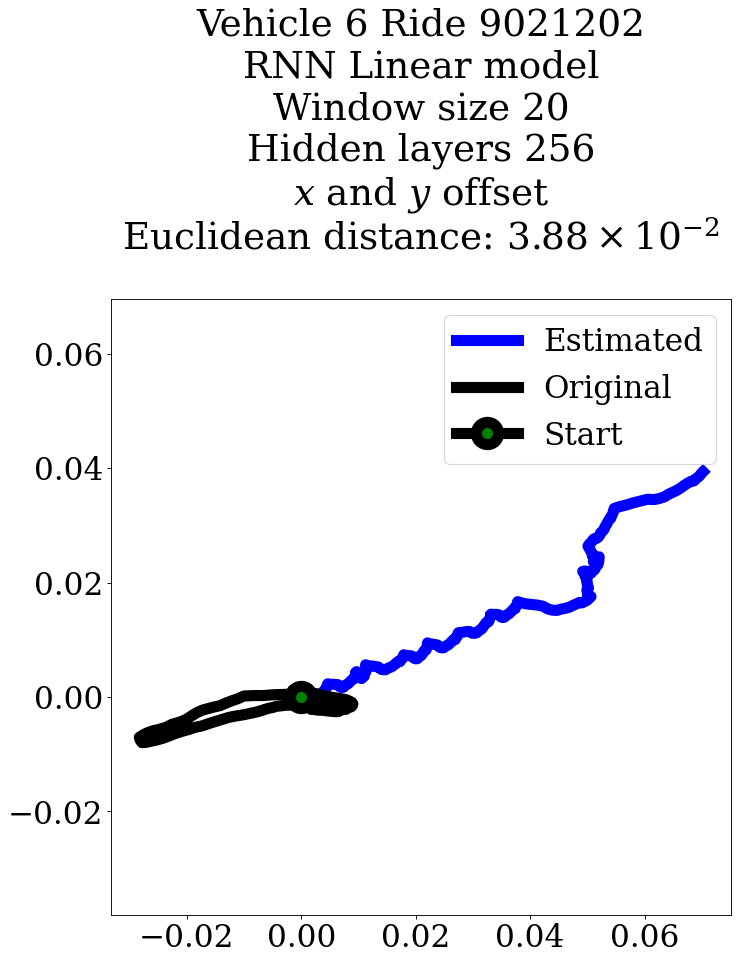 Vehicle 6 Ride 9021202
RNN Linear model
Window size 20
Hidden layers 256
x and y offset
Euclidean distance: 3.88 × 10⁻²
Estimated
Original
Start
0.06
0.04
0.02
0.00
−0.02
−0.02 0.00 0.02 0.04 0.06